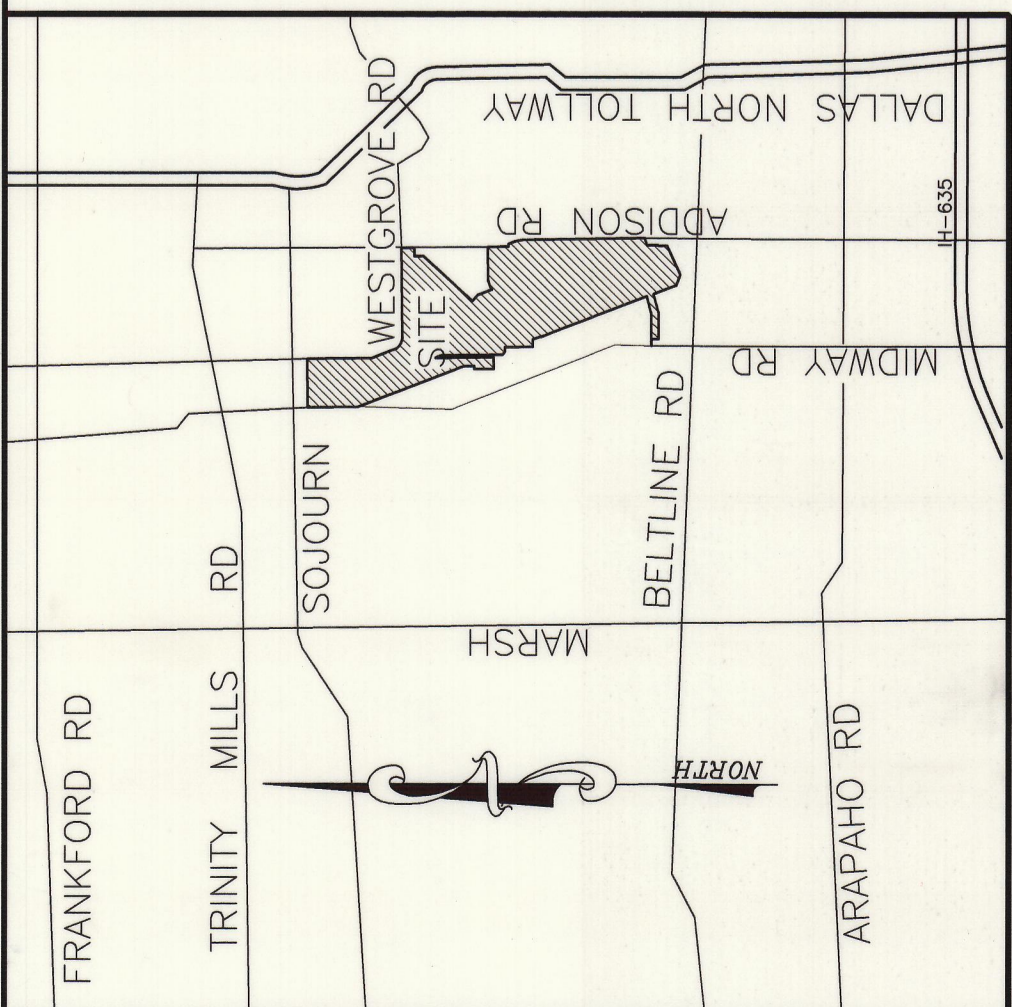 WESTGROVE RD
DALLAS NORTH TOLLWAY
ADDISON RD
IH-635
SITE
MIDWAY RD
SOJOURN
BELTLINE RD
MARSH
FRANKFORD RD
TRINITY MILLS RD
NORTH
ARAPAHO RD